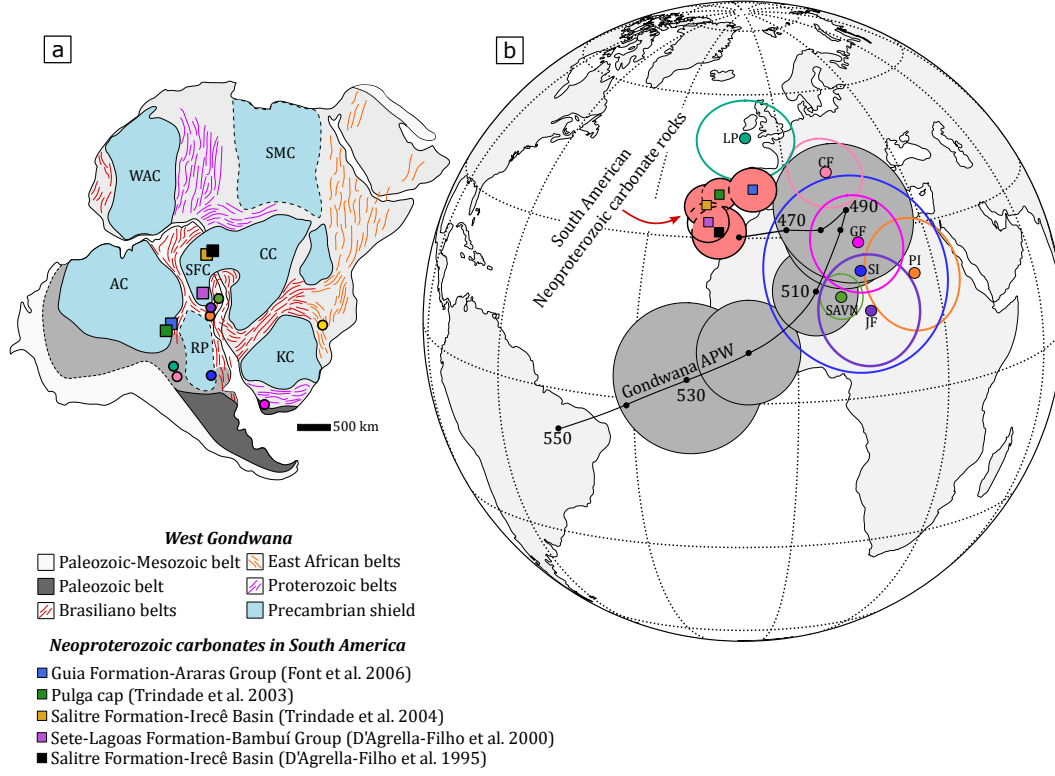 a
WAC
SMC
AC
SFC
CC
RP
KC
500 km
b
LP
CF
South American
Neoproterozoic carbonate rocks
470
490
GF
SI
PI
510
SAVN
JF
Gondwana APW
530
550
West Gondwana
Paleozoic-Mesozoic belt
East African belts
Paleozoic belt
Proterozoic belts
Brasiliano belts
Precambrian shield
Neoproterozoic carbonates in South America
Guia Formation-Araras Group (Font et al. 2006)
Pulga cap (Trindade et al. 2003)
Salitre Formation-Irecê Basin (Trindade et al. 2004)
Sete-Lagoas Formation-Bambuí Group (D'Agrella-Filho et al. 2000)
Salitre Formation-Irecê Basin (D'Agrella-Filho et al. 1995)